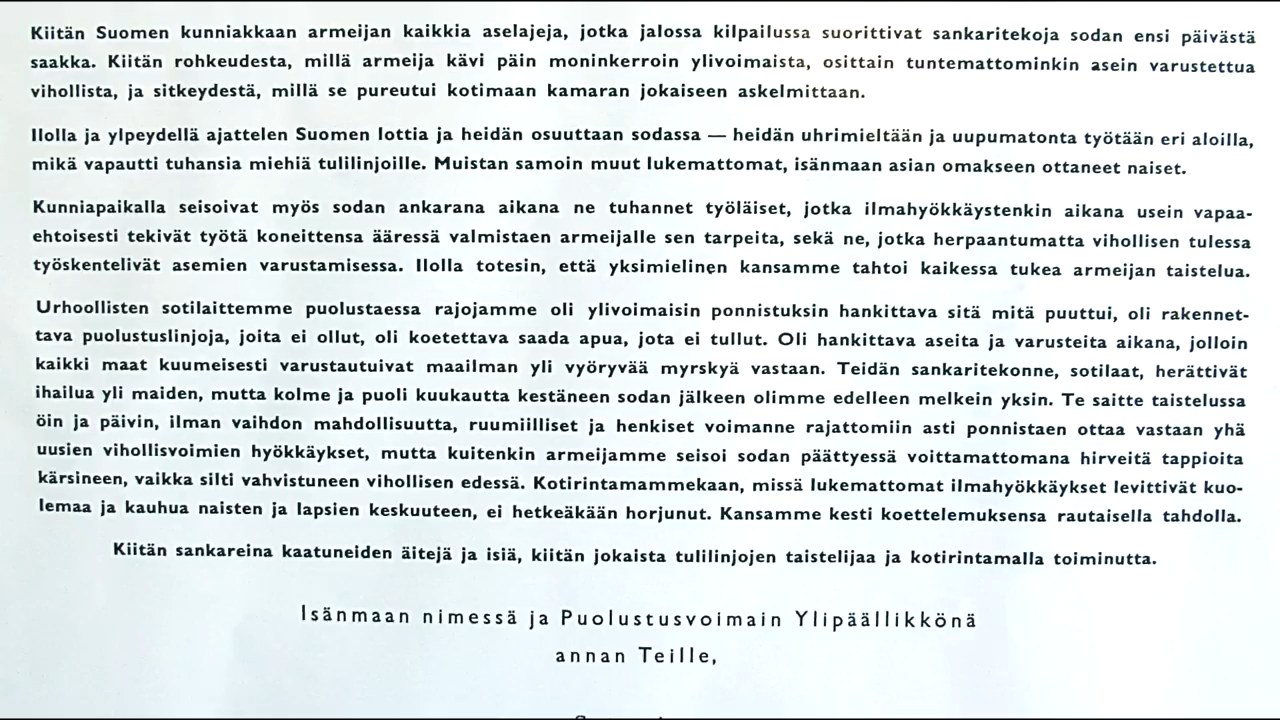 Kiitän Suomen kunniakkaan armeijan kaikkia aselajeja, jotka jalossa kilpailussa suorittivat sankaritekoja sodan ensi päivästä
saakka. Kiitän rohkeudesta, millä armeija kävi päin moninkerroin ylivoimaista, osittain tuntemattominkin asein varustettua
vihollista, ja sitkeydestä, millä se pureutui kotimaan kamaran jokaiseen askelmittaan.
Ilolla ja ylpeydellä ajattelen Suomen lottia ja heidän osuuttaan sodassa — heidän uhrimieltään ja uupumatonta työtään eri aloilla,
mikä vapautti tuhansia miehiä tulilinjoille. Muistan samoin muut lukemattomat, isänmaan asian omakseen ottaneet naiset.
Kunniapaikalla seisoivat myös sodan ankarana aikana ne tuhannet työläiset, jotka ilmahyökkäystenkin aikana usein vapaa-
ehtoisesti tekivät työtä koneittensa ääressä valmistaen armeijalle sen tarpeita, sekä ne, jotka herpaantumatta vihollisen tulessa
työskentelivät asemien varustamisessa. Ilolla totesin, että yksimielinen kansamme tahtoi kaikessa tukea armeijan taistelua.
Urhoollisten sotilaittemme puolustaessa rajojamme oli ylivoimaisin ponnistuksin hankittava sitä mitä puuttui, oli rakennet-
tava puolustuslinjoja, joita ei ollut, oli koetettava saada apua, jota ei tullut. Oli hankittava aseita ja varusteita aikana, jolloin
kaikki maat kuumeisesti varustautuivat maailman yli vyöryvää myrskyä vastaan. Teidän sankaritekonne, sotilaat, herättivät
ihailua yli maiden, mutta kolme ja puoli kuukautta kestäneen sodan jälkeen olimme edelleen melkein yksin. Te saitte taistelussa
öin ja päivin, ilman vaihdon mahdollisuutta, ruumiilliset ja henkiset voimanne rajattomiin asti ponnistaen ottaa vastaan yhä
uusien vihollisvoimien hyökkäykset, mutta kuitenkin armeijamme seisoi sodan päättyessä voittamattomana hirveitä tappioita
kärsineen, vaikka silti vahvistuneen vihollisen edessä. Kotirintamammekaan, missä lukemattomat ilmahyökkäykset levittivät kuo-
lemaa ja kauhua naisten ja lapsien keskuuteen, ei hetkeäkään horjunut. Kansamme kesti koettelemuksensa rautaisella tahdolla.
Kiitän sankareina kaatuneiden äitejä ja isiä, kiitän jokaista tulilinjojen taistelijaa ja kotirintamalla toiminutta.
Isänmaan nimessä ja Puolustusvoimain Ylipäällikkönä
annan Teille,